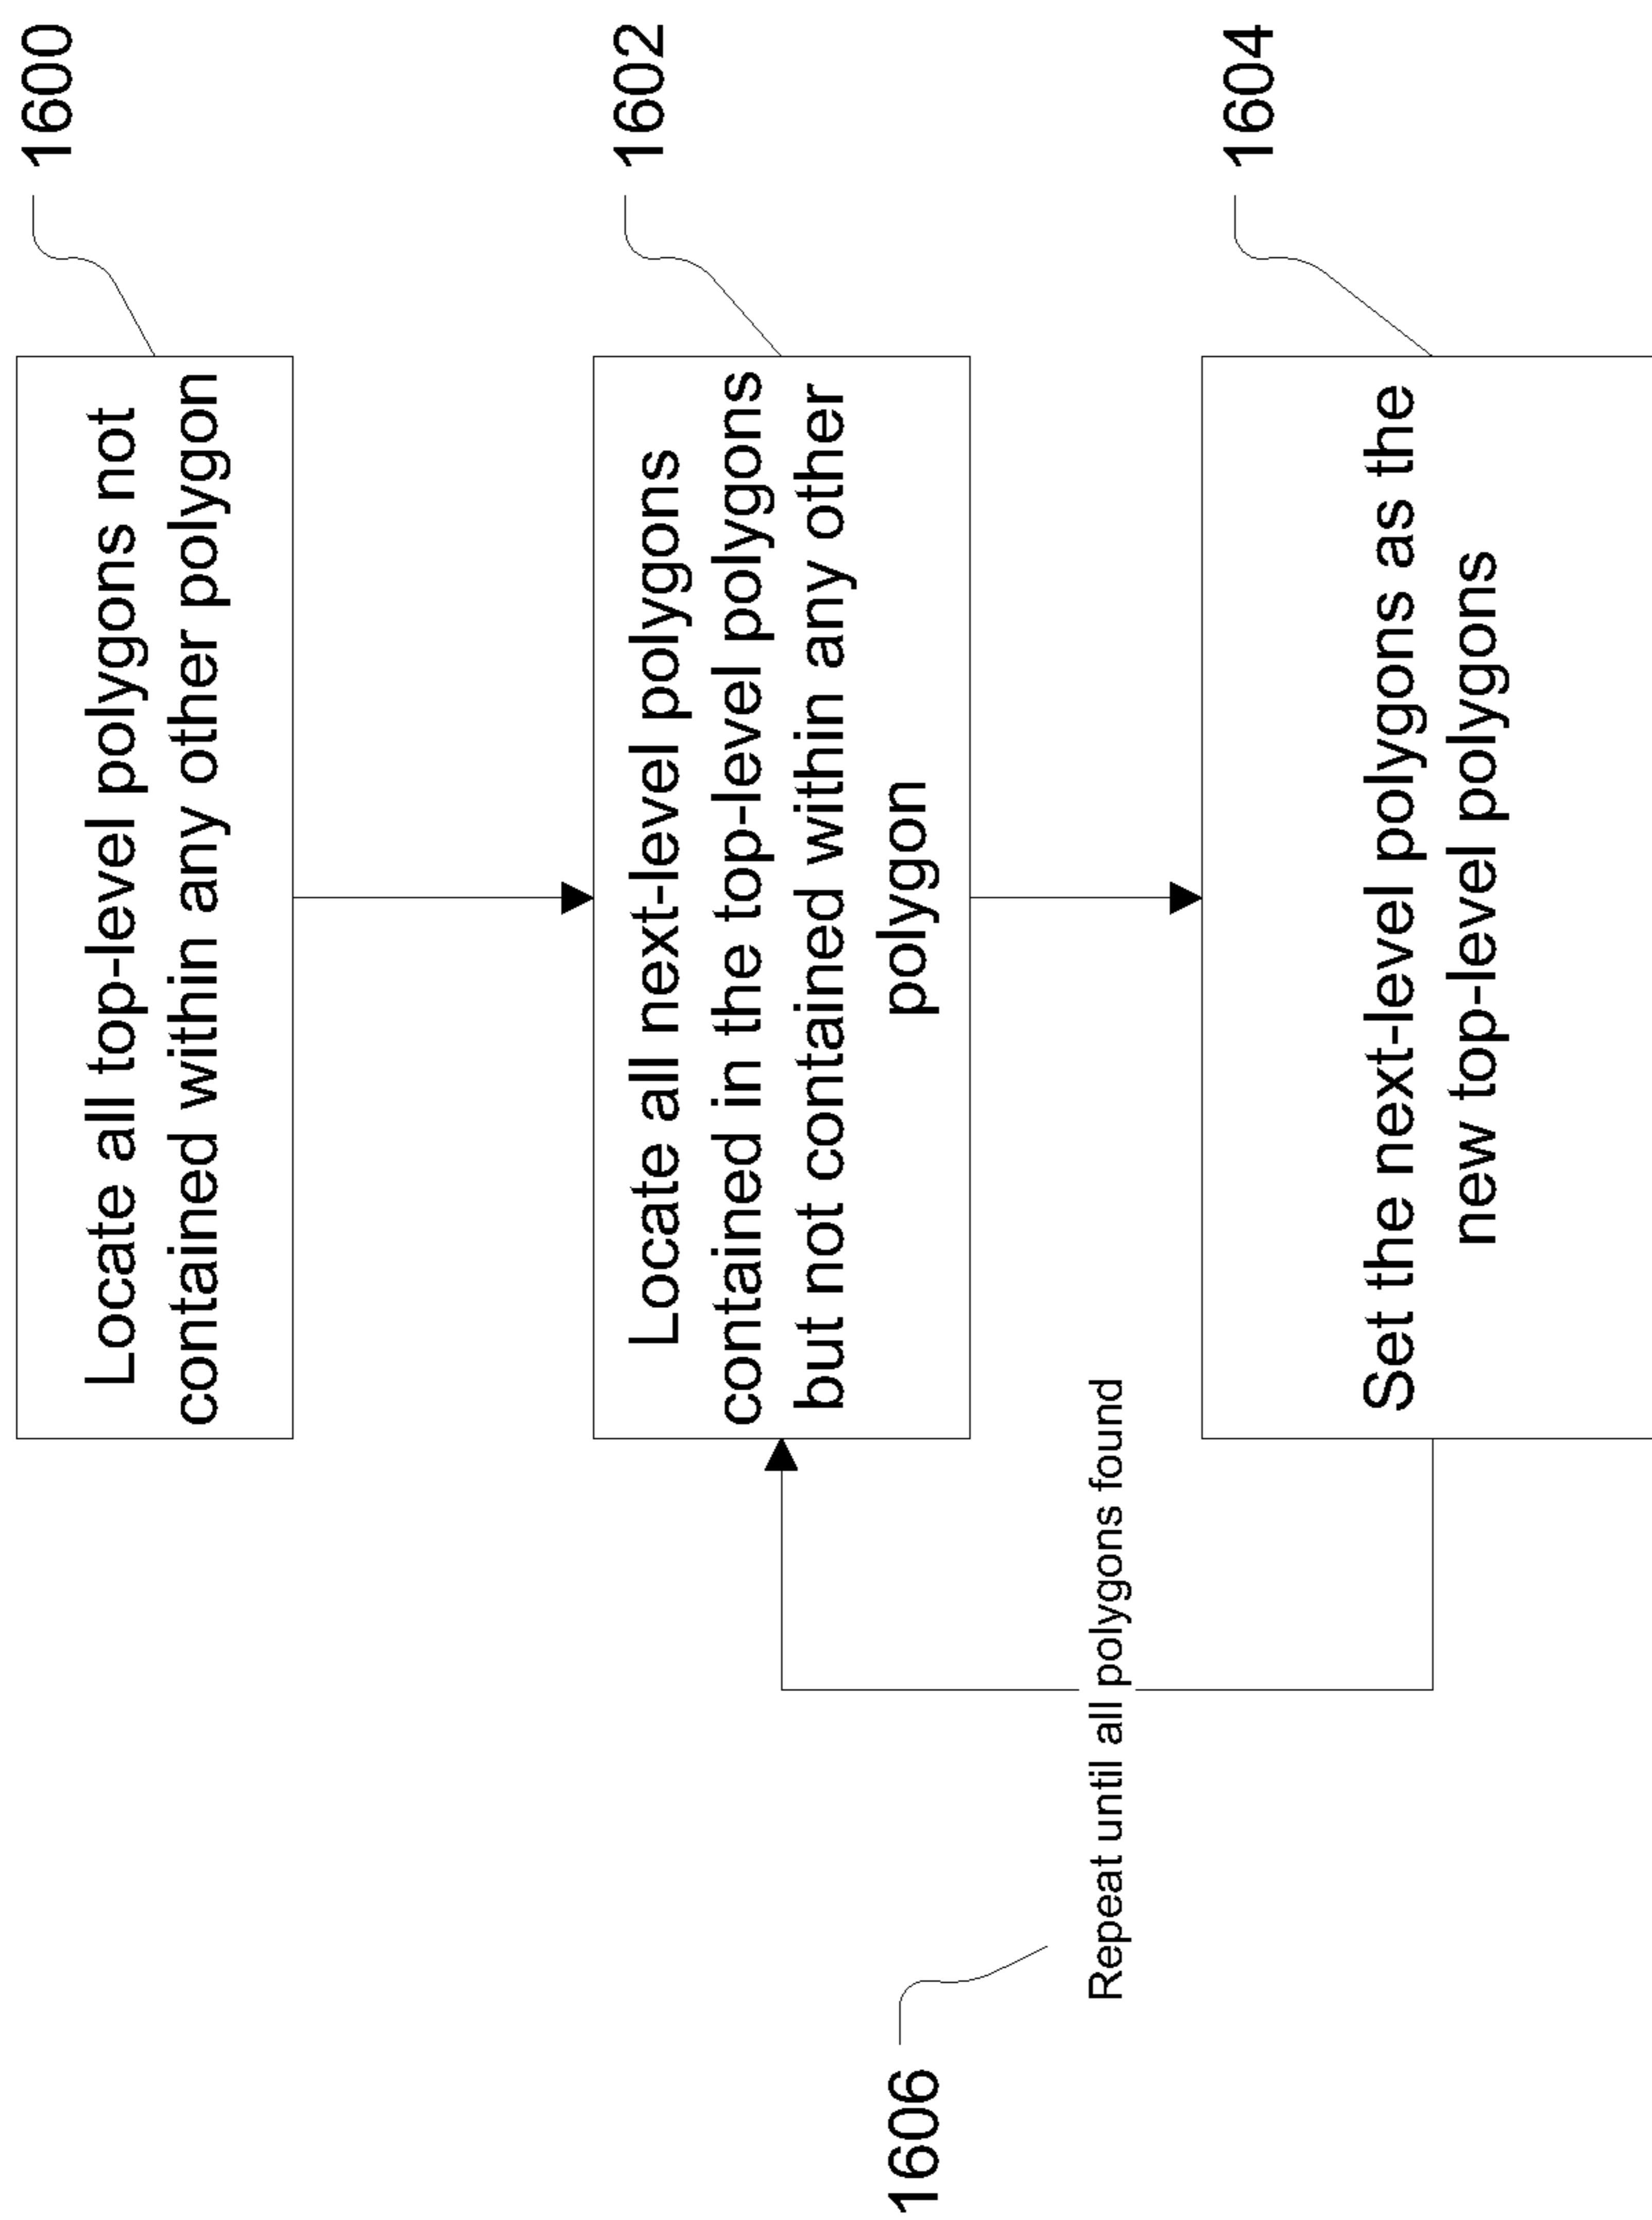 1600
Locate all top-level polygons not
contained within any other polygon
1602
Locate all next-level polygons
contained in the top-level polygons
but not contained within any other
polygon
1604
Set the next-level polygons as the
new top-level polygons
1606
Repeat until all polygons found